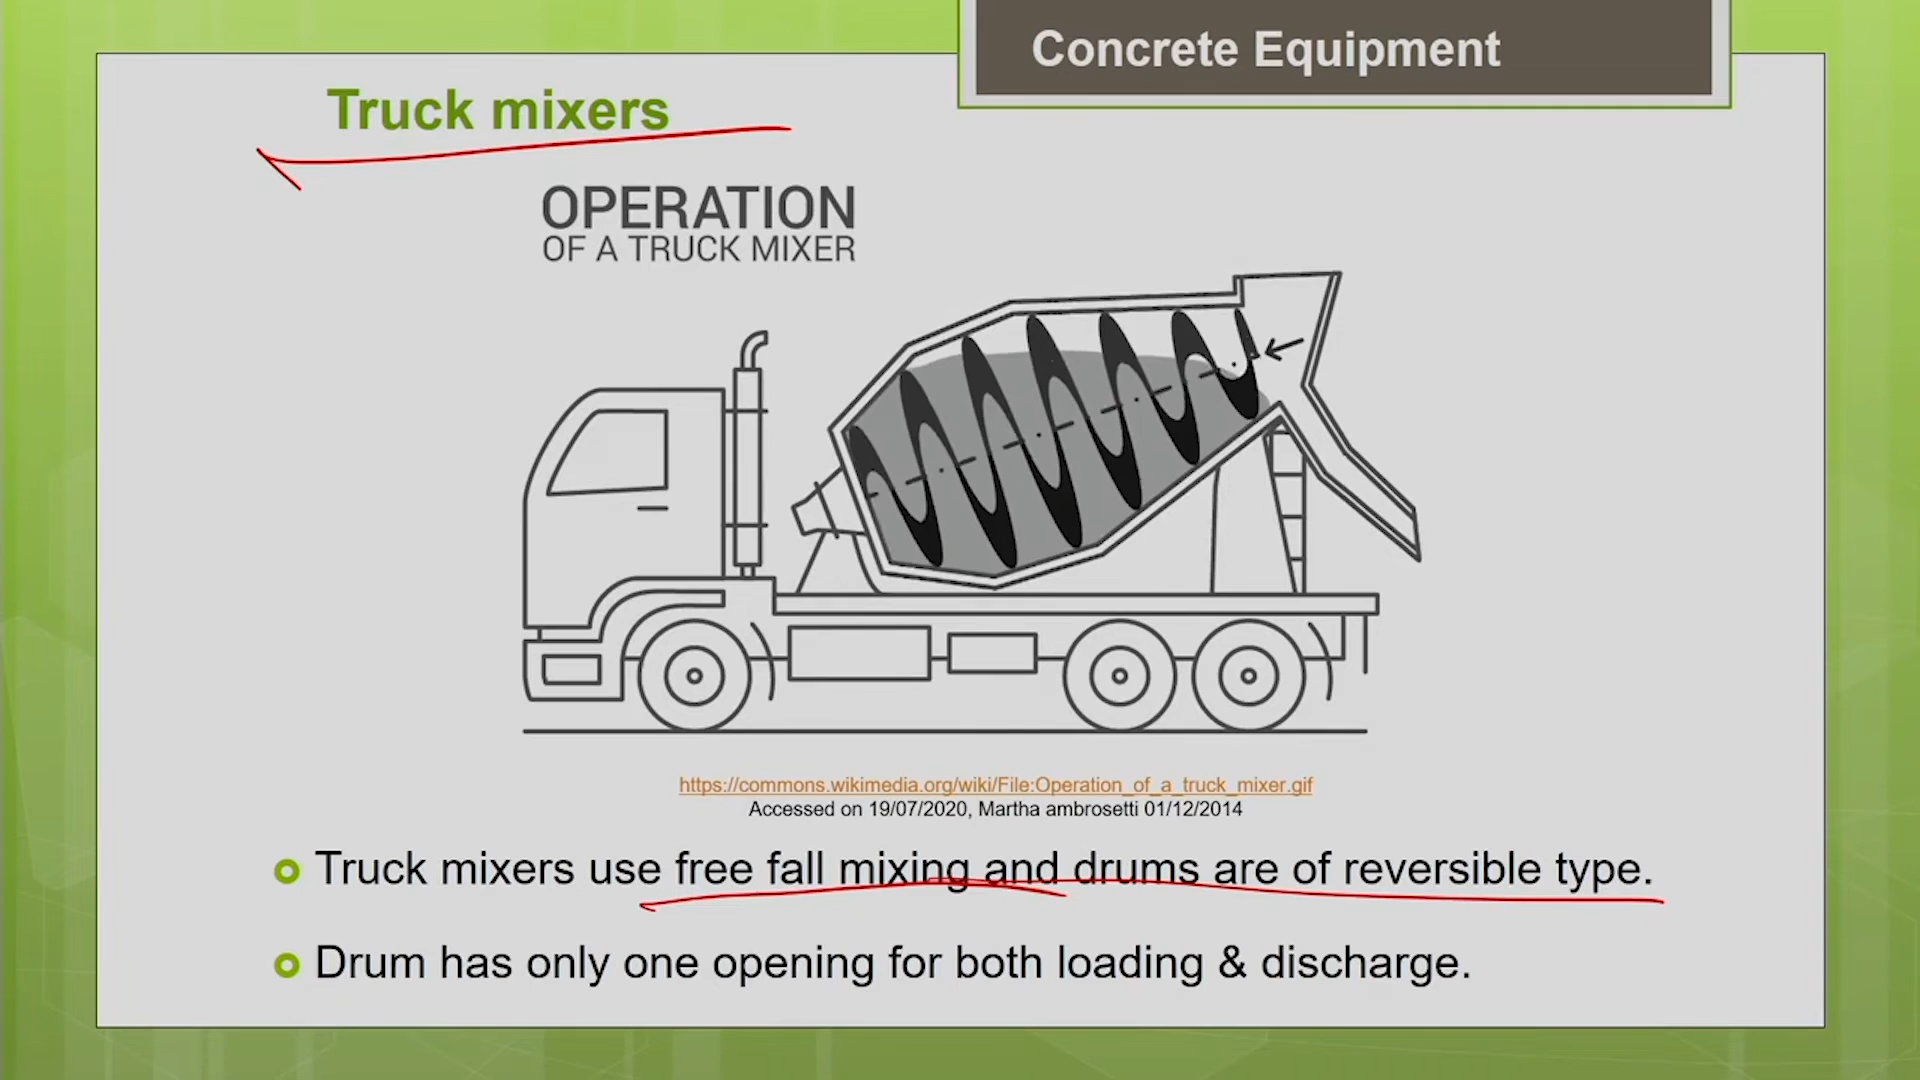 Concrete Equipment
Truck mixers
OPERATION
OF A TRUCK MIXER
https://commons.wikimedia.org/wiki/File:Operation_of_a_truck_mixer.gif
Accessed on 19/07/2020, Martha ambrosetti 01/12/2014
Truck mixers use free fall mixing and drums are of reversible type.
Drum has only one opening for both loading & discharge.